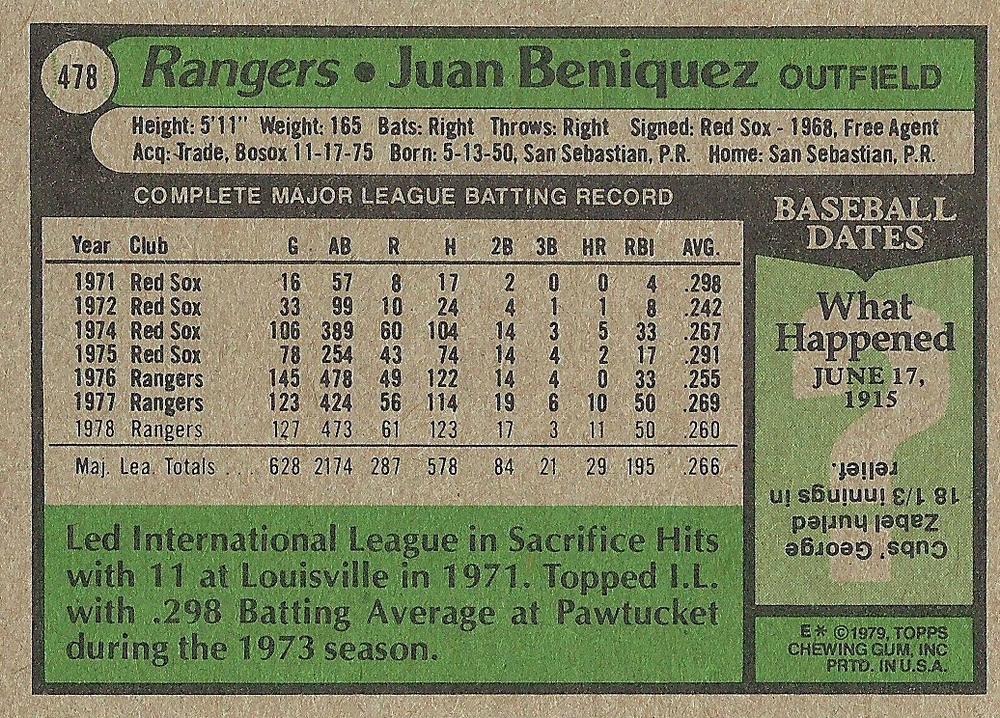 478
Rangers • Juan Beniquez OUTFIELD
Height: 5'11" Weight: 165 Bats: Right Throws: Right Signed: Red Sox - 1968, Free Agent
Acq: Trade, Bosox 11-17-75 Born: 5-13-50, San Sebastian, P.R. Home: San Sebastian, P.R.
COMPLETE MAJOR LEAGUE BATTING RECORD
Year Club G AB R H 2B 3B HR RBI AVG.
1971 Red Sox 16 57 8 17 2 0 0 4 .298
1972 Red Sox 33 99 10 24 4 1 1 8 .242
1974 Red Sox 106 389 60 104 14 3 5 33 .267
1975 Red Sox 78 254 43 74 14 4 2 17 .291
1976 Rangers 145 478 49 122 14 4 0 33 .255
1977 Rangers 123 424 56 114 19 6 10 50 .269
1978 Rangers 127 473 61 123 17 3 11 50 .260
Maj. Lea. Totals . . . 628 2174 287 578 84 21 29 195 .266
Led International League in Sacrifice Hits
with 11 at Louisville in 1971. Topped I.L.
with .298 Batting Average at Pawtucket
during the 1973 season.
BASEBALL
DATES
What
Happened
JUNE 17,
1915
?
Cubs' George
Zabel hurled
18 1/3 innings in
relief.
E* ©1979, TOPPS
CHEWING GUM, INC
PRTD. IN U.S.A.